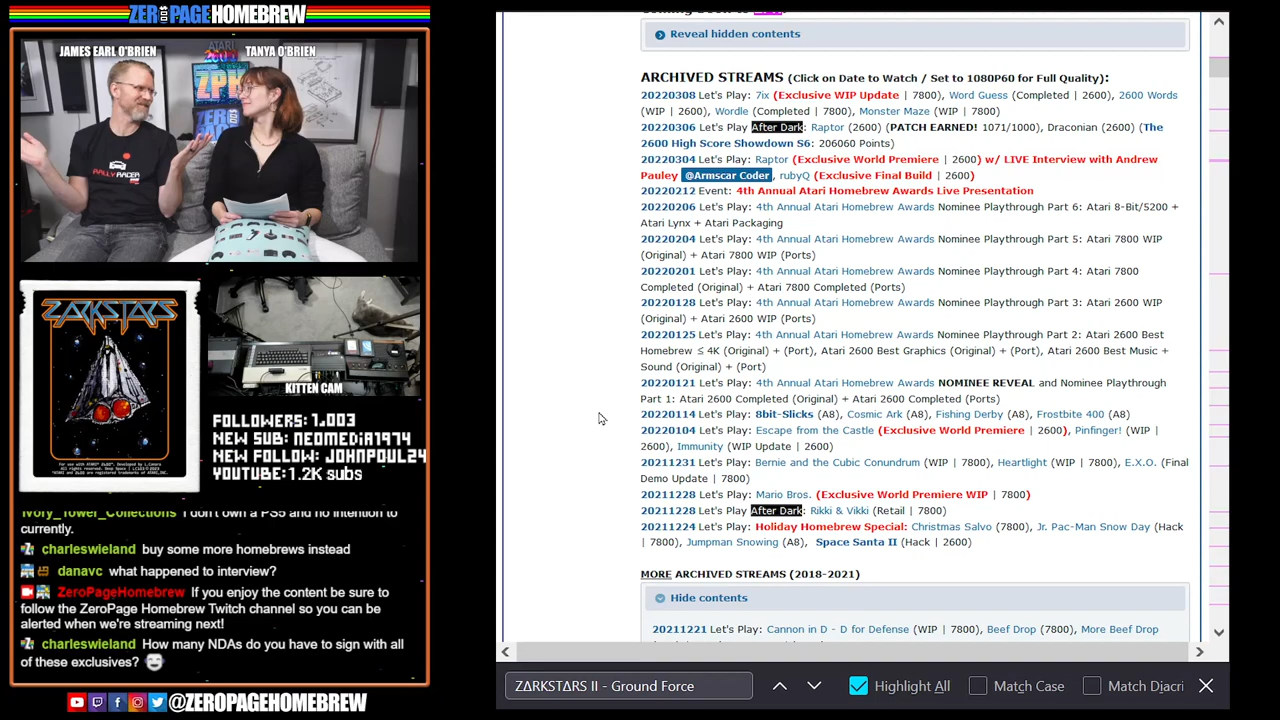 ZEROPAGEHOMEBREW
JAMES EARL O'BRIEN
TANYA O'BRIEN
RALLY RACER
ZPH
ZARKSTARS
KITTEN CAM
FOLLOWERS: 1,003
NEW SUB: NEOMEDIA1974
NEW FOLLOW: JOHNPOUL24
YOUTUBE: 1.2K subs
Ivory_Tower_Collections I don't own a PS5 and no intention to
currently.
charleswieland buy some more homebrews instead
danavc what happened to interview?
ZeroPageHomebrew If you enjoy the content be sure to
follow the ZeroPage Homebrew Twitch channel so you can be
alerted when we're streaming next!
charleswieland How many NDAs do you have to sign with all
of these exclusives?
@ZEROPAGEHOMEBREW
Reveal hidden contents
ARCHIVED STREAMS (Click on Date to Watch / Set to 1080P60 for Full Quality):
20220308 Let's Play: 7ix (Exclusive WIP Update | 7800), Word Guess (Completed | 2600), 2600 Words
(WIP | 2600), Wordle (Completed | 7800), Monster Maze (WIP | 7800)
20220306 Let's Play After Dark: Raptor (2600) (PATCH EARNED! 1071/1000), Draconian (2600) (The
2600 High Score Showdown S6: 206060 Points)
20220304 Let's Play: Raptor (Exclusive World Premiere | 2600) w/ LIVE Interview with Andrew
Pauley @Armscar Coder, rubyQ (Exclusive Final Build | 2600)
20220212 Event: 4th Annual Atari Homebrew Awards Live Presentation
20220206 Let's Play: 4th Annual Atari Homebrew Awards Nominee Playthrough Part 6: Atari 8-Bit/5200 +
Atari Lynx + Atari Packaging
20220204 Let's Play: 4th Annual Atari Homebrew Awards Nominee Playthrough Part 5: Atari 7800 WIP
(Original) + Atari 7800 WIP (Ports)
20220201 Let's Play: 4th Annual Atari Homebrew Awards Nominee Playthrough Part 4: Atari 7800
Completed (Original) + Atari 7800 Completed (Ports)
20220128 Let's Play: 4th Annual Atari Homebrew Awards Nominee Playthrough Part 3: Atari 2600 WIP
(Original) + Atari 2600 WIP (Ports)
20220125 Let's Play: 4th Annual Atari Homebrew Awards Nominee Playthrough Part 2: Atari 2600 Best
Homebrew ≤ 4K (Original) + (Port), Atari 2600 Best Graphics (Original) + (Port), Atari 2600 Best Music +
Sound (Original) + (Port)
20220121 Let's Play: 4th Annual Atari Homebrew Awards NOMINEE REVEAL and Nominee Playthrough
Part 1: Atari 2600 Completed (Original) + Atari 2600 Completed (Ports)
20220114 Let's Play: 8bit-Slicks (A8), Cosmic Ark (A8), Fishing Derby (A8), Frostbite 400 (A8)
20220104 Let's Play: Escape from the Castle (Exclusive World Premiere | 2600), Pinfinger! (WIP |
2600), Immunity (WIP Update | 2600)
20211231 Let's Play: Bernie and the Cubic Conundrum (WIP | 7800), Heartlight (WIP | 7800), E.X.O. (Final
Demo Update | 7800)
20211228 Let's Play: Mario Bros. (Exclusive World Premiere WIP | 7800)
20211228 Let's Play After Dark: Rikki & Vikki (Retail | 7800)
20211224 Let's Play: Holiday Homebrew Special: Christmas Salvo (7800), Jr. Pac-Man Snow Day (Hack
| 7800), Jumpman Snowing (A8), Space Santa II (Hack | 2600)
MORE ARCHIVED STREAMS (2018-2021)
Hide contents
20211221 Let's Play: Cannon in D - D for Defense (WIP | 7800), Beef Drop (7800), More Beef Drop
ZΔRKSTΔRS II - Ground Force
Highlight All
Match Case
Match Diacri